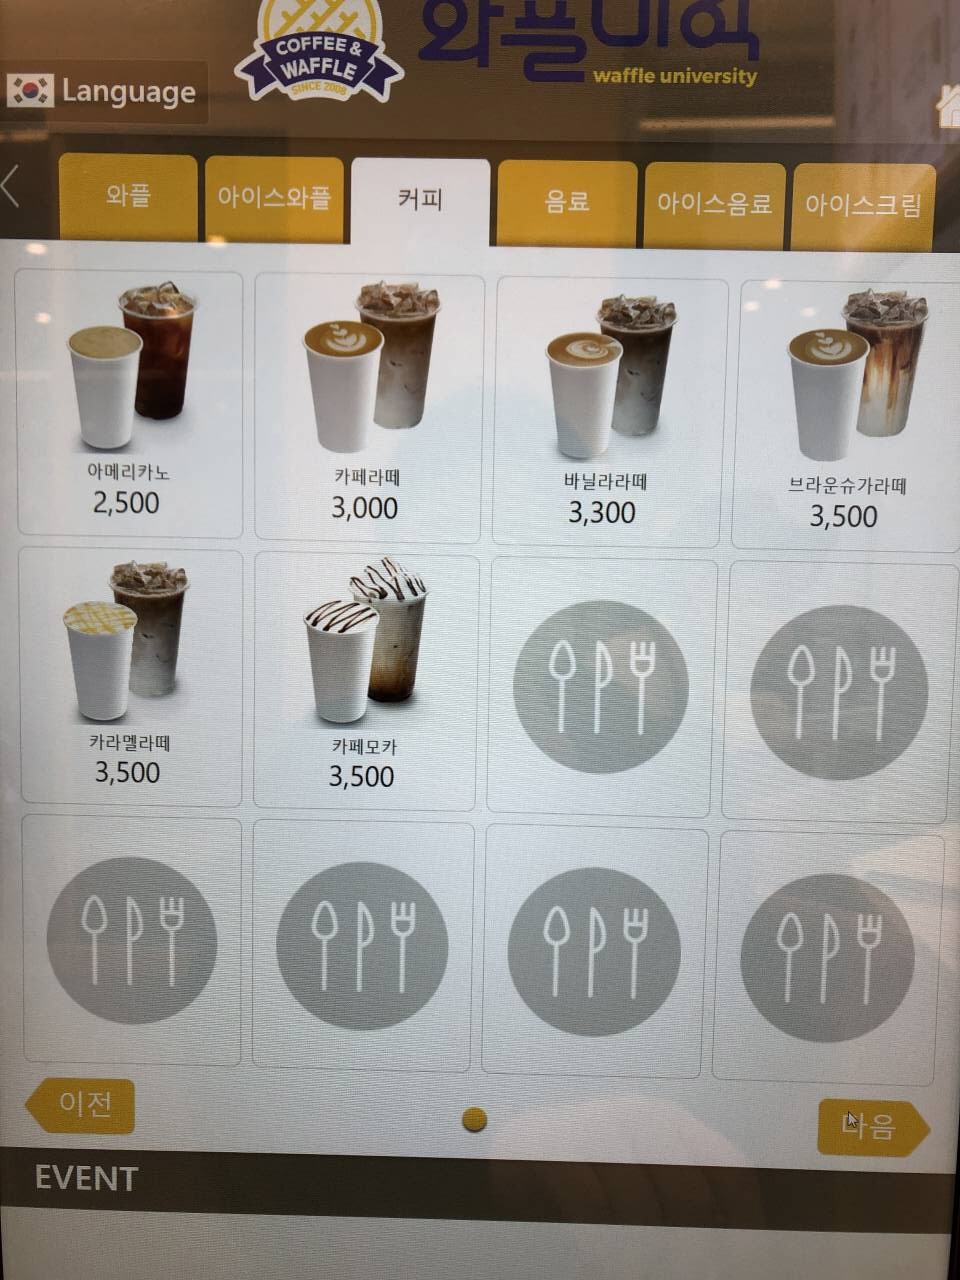 COFFEE &
WAFFLE
SINCE 2008
와플대학
waffle university
Language
와플
아이스와플
커피
음료
아이스음료
아이스크림
아메리카노
2,500
카페라떼
3,000
바닐라라떼
3,300
브라운슈가라떼
3,500
카라멜라떼
3,500
카페모카
3,500
이전
다음
EVENT